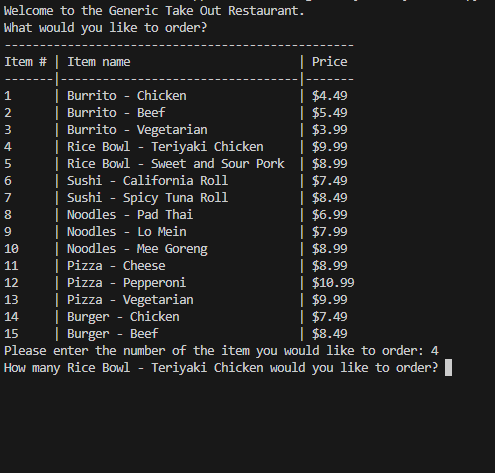 Welcome to the Generic Take Out Restaurant.
What would you like to order?
----------------------------------------------
Item # | Item name                     | Price
-------|-------------------------------|-------
1      | Burrito - Chicken             | $4.49
2      | Burrito - Beef                | $5.49
3      | Burrito - Vegetarian          | $3.99
4      | Rice Bowl - Teriyaki Chicken  | $9.99
5      | Rice Bowl - Sweet and Sour Pork  | $8.99
6      | Sushi - California Roll       | $7.49
7      | Sushi - Spicy Tuna Roll       | $8.49
8      | Noodles - Pad Thai            | $6.99
9      | Noodles - Lo Mein             | $7.99
10     | Noodles - Mee Goreng          | $8.99
11     | Pizza - Cheese                | $8.99
12     | Pizza - Pepperoni             | $10.99
13     | Pizza - Vegetarian            | $9.99
14     | Burger - Chicken              | $7.49
15     | Burger - Beef                 | $8.49
Please enter the number of the item you would like to order: 4
How many Rice Bowl - Teriyaki Chicken would you like to order?